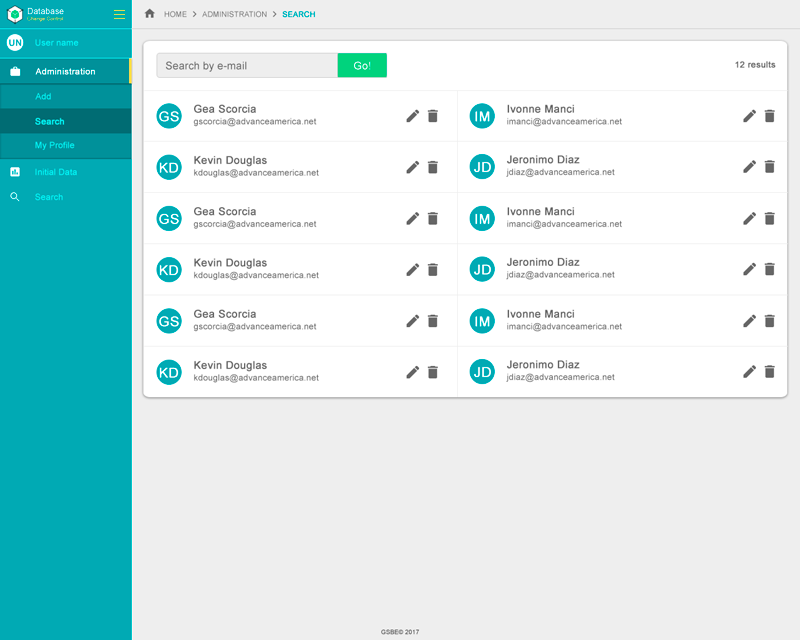 Database
Change Control
UN User name
Administration
Add
Search
My Profile
Initial Data
Search
HOME > ADMINISTRATION > SEARCH
Search by e-mail Go! 12 results
GS Gea Scorcia
gscorcia@advanceamerica.net
IM Ivonne Manci
imanci@advanceamerica.net
KD Kevin Douglas
kdouglas@advanceamerica.net
JD Jeronimo Diaz
jdiaz@advanceamerica.net
GS Gea Scorcia
gscorcia@advanceamerica.net
IM Ivonne Manci
imanci@advanceamerica.net
KD Kevin Douglas
kdouglas@advanceamerica.net
JD Jeronimo Diaz
jdiaz@advanceamerica.net
GS Gea Scorcia
gscorcia@advanceamerica.net
IM Ivonne Manci
imanci@advanceamerica.net
KD Kevin Douglas
kdouglas@advanceamerica.net
JD Jeronimo Diaz
jdiaz@advanceamerica.net
GSBE© 2017